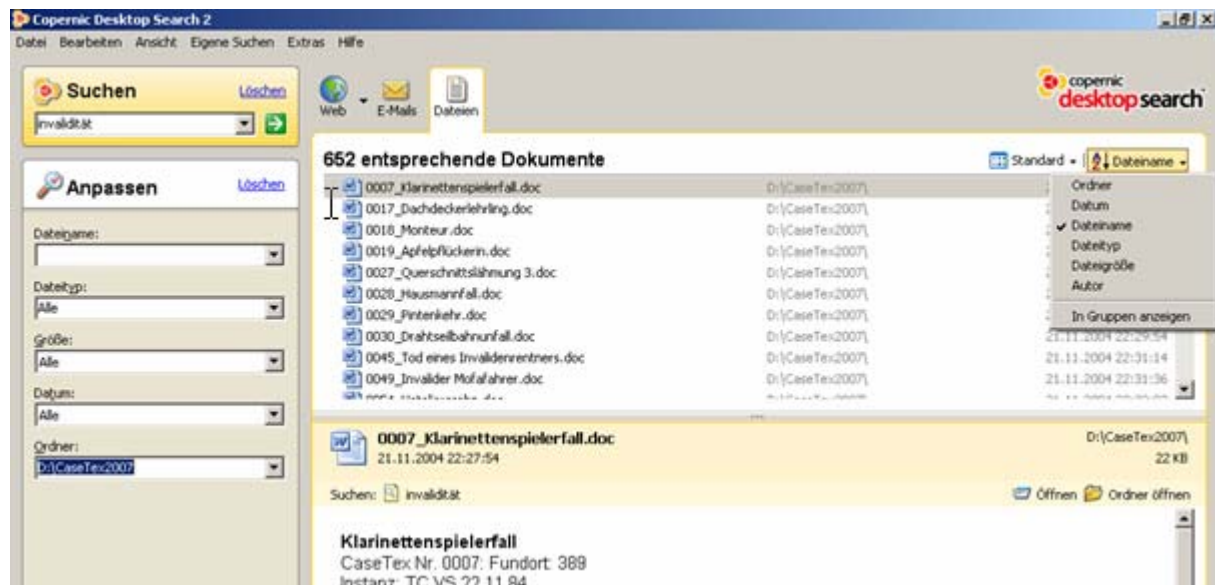 Copernic Desktop Search 2
Datei Bearbeiten Ansicht Eigene Suchen Extras Hilfe
Suchen Löschen
invalidität
Anpassen Löschen
Dateiname:
Dateityp:
Alle
Größe:
Alle
Datum:
Alle
Ordner:
D:\CaseTex2007
Web E-Mails Dateien
copernic
desktop search
652 entsprechende Dokumente Standard Dateiname
0007_Klarinettenspielerfall.doc D:\CaseTex2007\
0017_Dachdeckerlehrling.doc D:\CaseTex2007\
0018_Monteur.doc D:\CaseTex2007\
0019_Apfelpflückerin.doc D:\CaseTex2007\
0027_Querschnittslähmung 3.doc D:\CaseTex2007\
0028_Hausmannfall.doc D:\CaseTex2007\
0029_Pintenkehr.doc D:\CaseTex2007\
0030_Drahtseilbahnunfall.doc D:\CaseTex2007\ 21.11.2004 22:29:54
0045_Tod eines Invalidenrentners.doc D:\CaseTex2007\ 21.11.2004 22:31:14
0049_Invalider Mofafahrer.doc D:\CaseTex2007\ 21.11.2004 22:31:36
Ordner
Datum
Dateiname
Dateityp
Dateigröße
Autor
In Gruppen anzeigen
0007_Klarinettenspielerfall.doc D:\CaseTex2007\
21.11.2004 22:27:54 22 KB
Suchen: invalidität Öffnen Ordner öffnen
Klarinettenspielerfall
CaseTex Nr. 0007: Fundort: 389
Instanz: TC VS 22.11.84